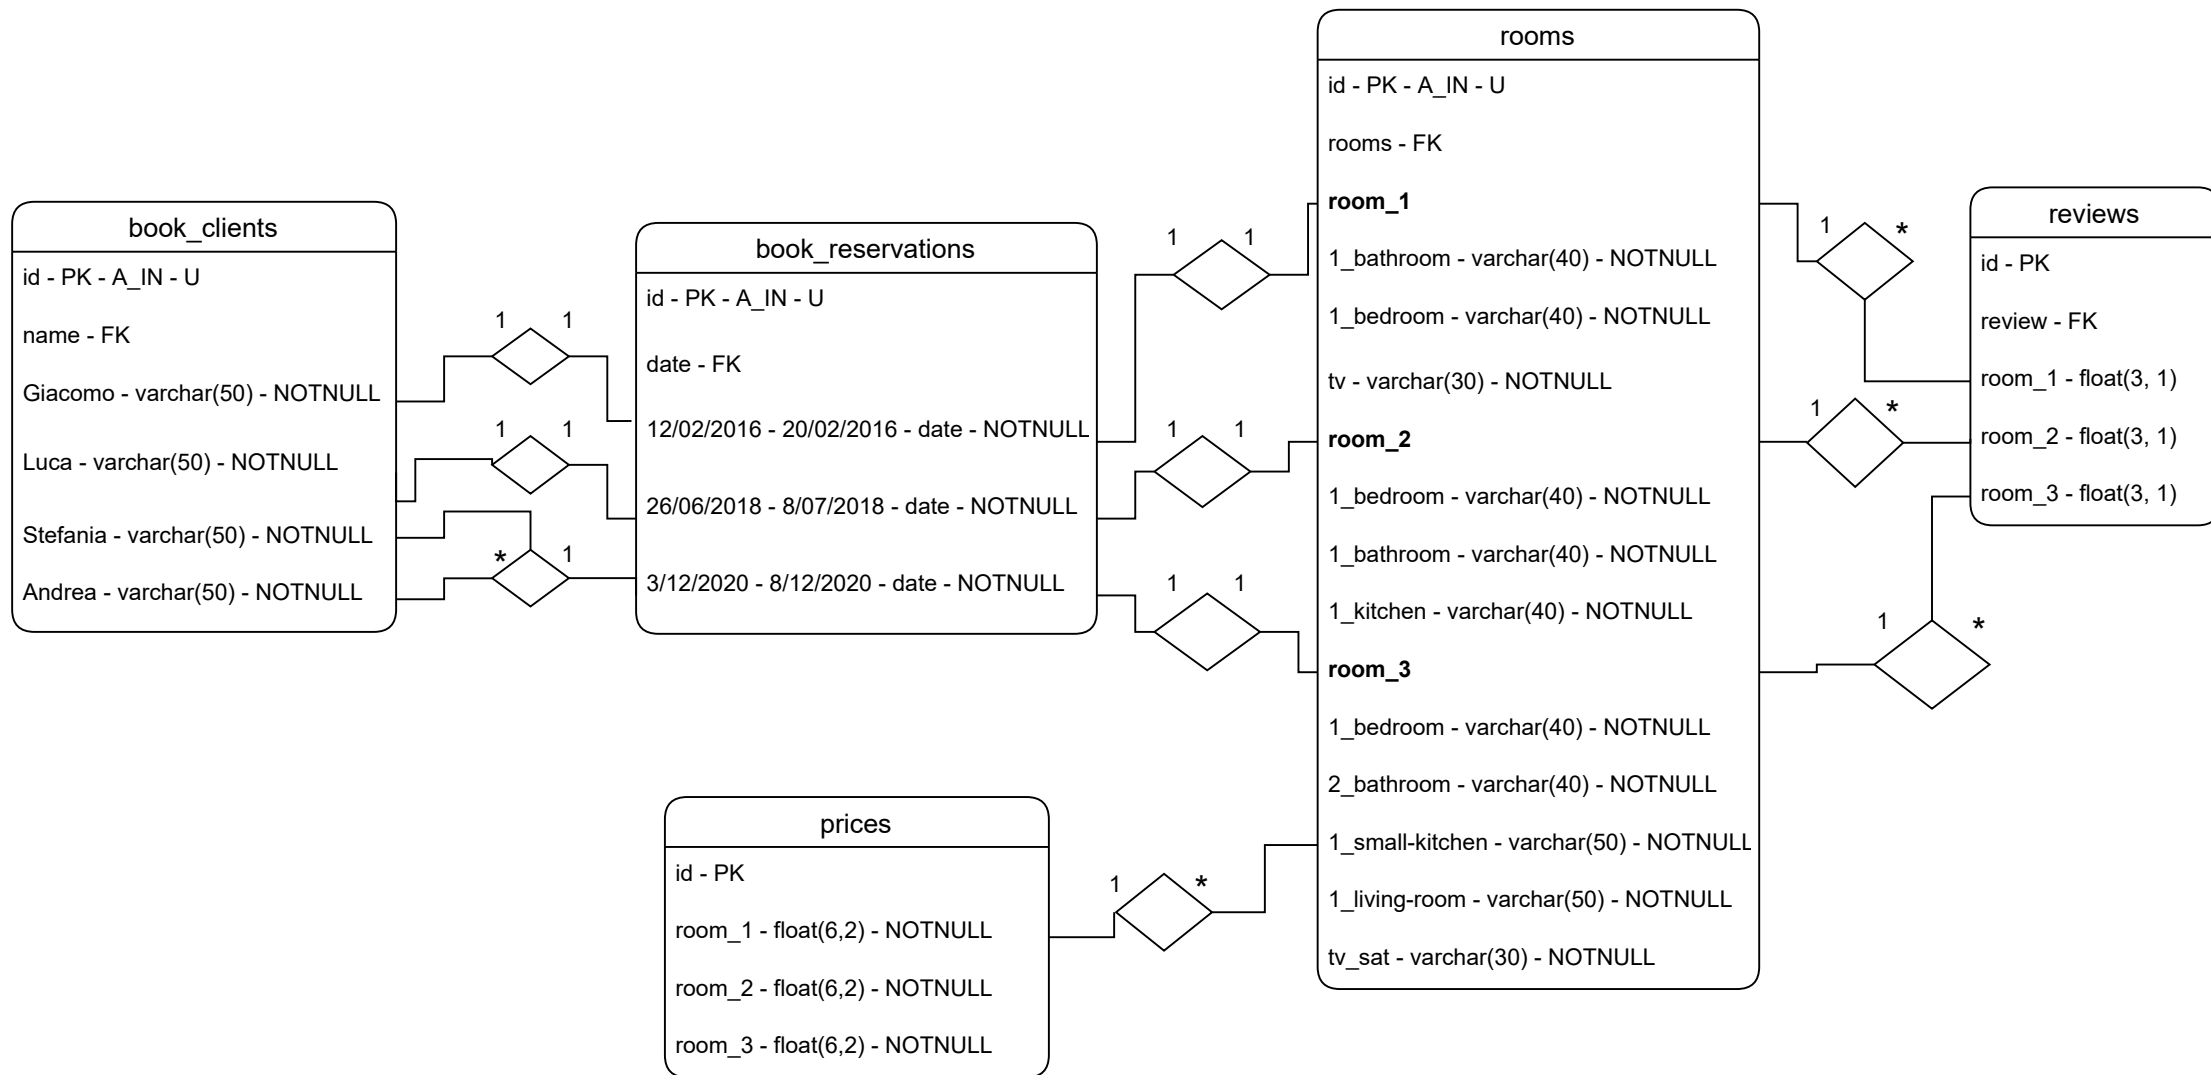 book_clients
id - PK - A_IN - U
name - FK
Giacomo - varchar(50) - NOTNULL
Luca - varchar(50) - NOTNULL
Stefania - varchar(50) - NOTNULL
Andrea - varchar(50) - NOTNULL
1 1
1 1
* 1
book_reservations
id - PK - A_IN - U
date - FK
12/02/2016 - 20/02/2016 - date - NOTNULL
26/06/2018 - 8/07/2018 - date - NOTNULL
3/12/2020 - 8/12/2020 - date - NOTNULL
1 1
1 1
1 1
prices
id - PK
room_1 - float(6,2) - NOTNULL
room_2 - float(6,2) - NOTNULL
room_3 - float(6,2) - NOTNULL
1 *
rooms
id - PK - A_IN - U
rooms - FK
room_1
1_bathroom - varchar(40) - NOTNULL
1_bedroom - varchar(40) - NOTNULL
tv - varchar(30) - NOTNULL
room_2
1_bedroom - varchar(40) - NOTNULL
1_bathroom - varchar(40) - NOTNULL
1_kitchen - varchar(40) - NOTNULL
room_3
1_bedroom - varchar(40) - NOTNULL
2_bathroom - varchar(40) - NOTNULL
1_small-kitchen - varchar(50) - NOTNULL
1_living-room - varchar(50) - NOTNULL
tv_sat - varchar(30) - NOTNULL
1 *
1 *
1 *
reviews
id - PK
review - FK
room_1 - float(3, 1)
room_2 - float(3, 1)
room_3 - float(3, 1)